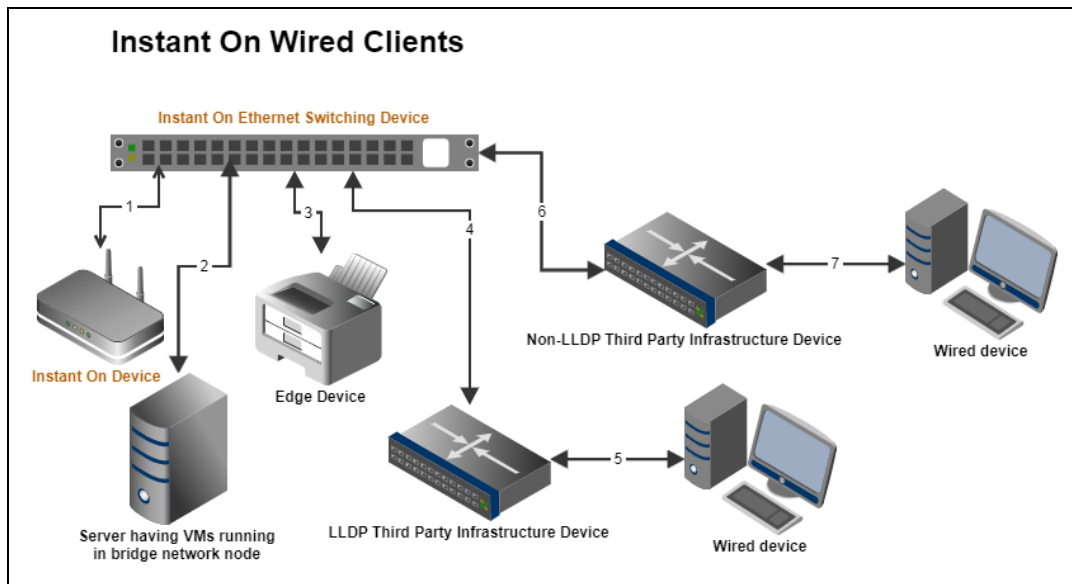 Instant On Wired Clients
Instant On Ethernet Switching Device
1
2
3
4
6
7
Instant On Device
Edge Device
Non-LLDP Third Party Infrastructure Device
Wired device
5
Server having VMs running
in bridge network node
LLDP Third Party Infrastructure Device
Wired device